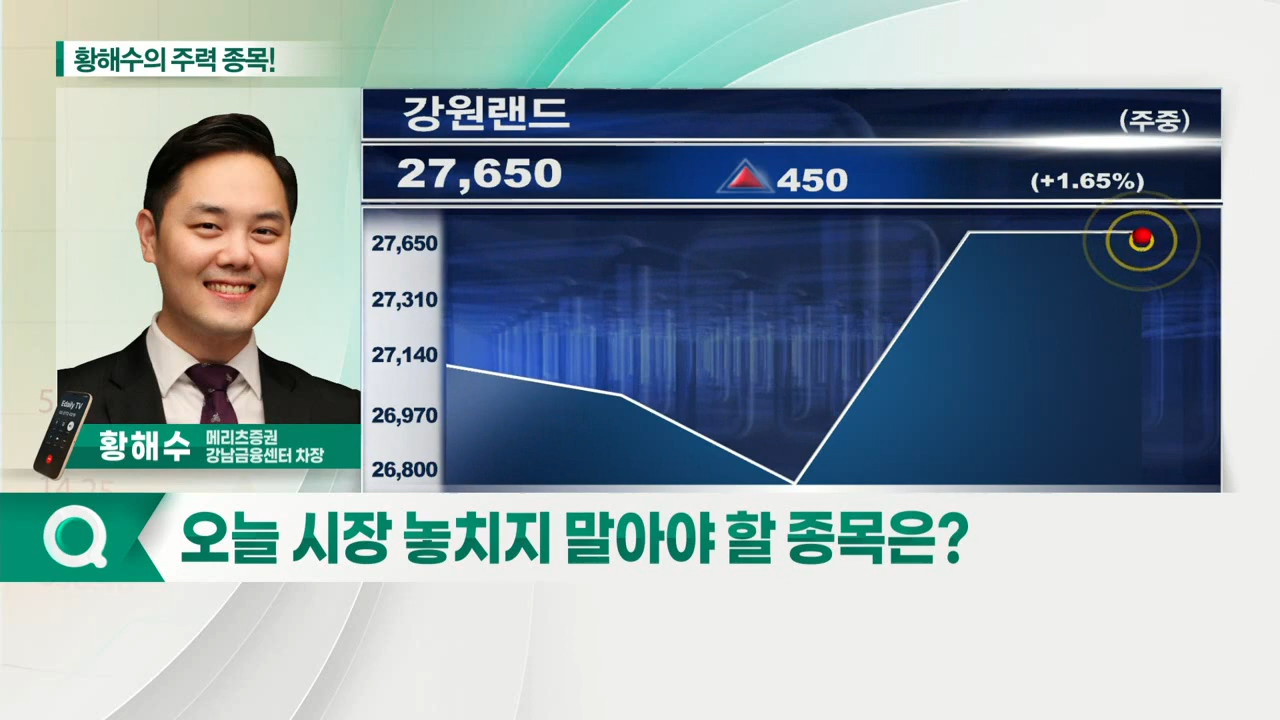 황해수의 주력 종목!
강원랜드
(주중)
27,650 ▲450 (+1.65%)
27,650
27,310
27,140
26,970
26,800
Edaily TV
황해수
메리츠증권
강남금융센터 차장
오늘 시장 놓치지 말아야 할 종목은?